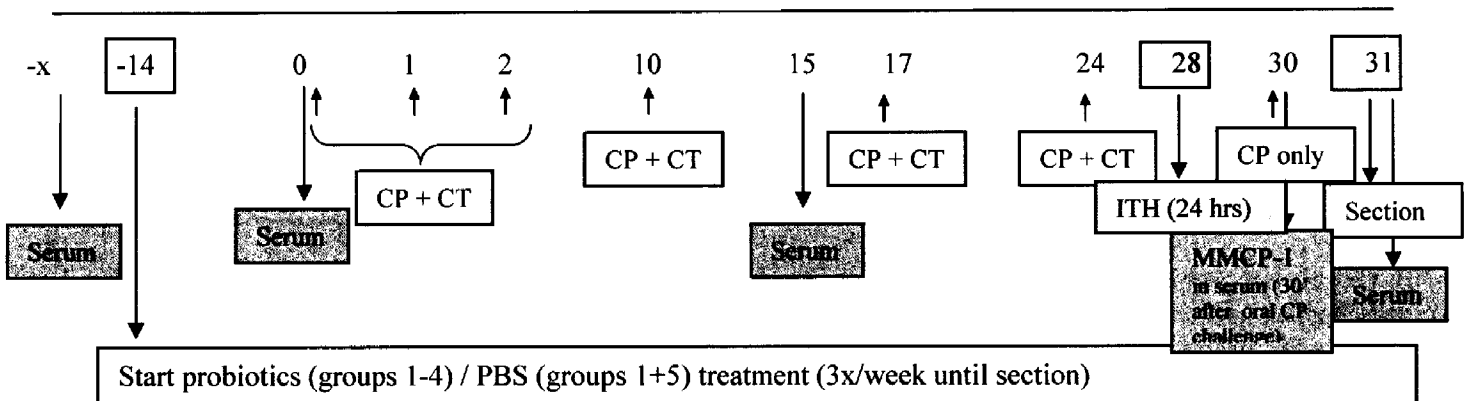 -x -14 0 1 2 10 15 17 24 28 30 31
CP + CT CP + CT CP + CT CP + CT CP only
ITH (24 hrs) Section
Serum Serum Serum MMCP-1 Serum
in serum (30'
after oral CP
challenge)
Start probiotics (groups 1-4) / PBS (groups 1+5) treatment (3x/week until section)